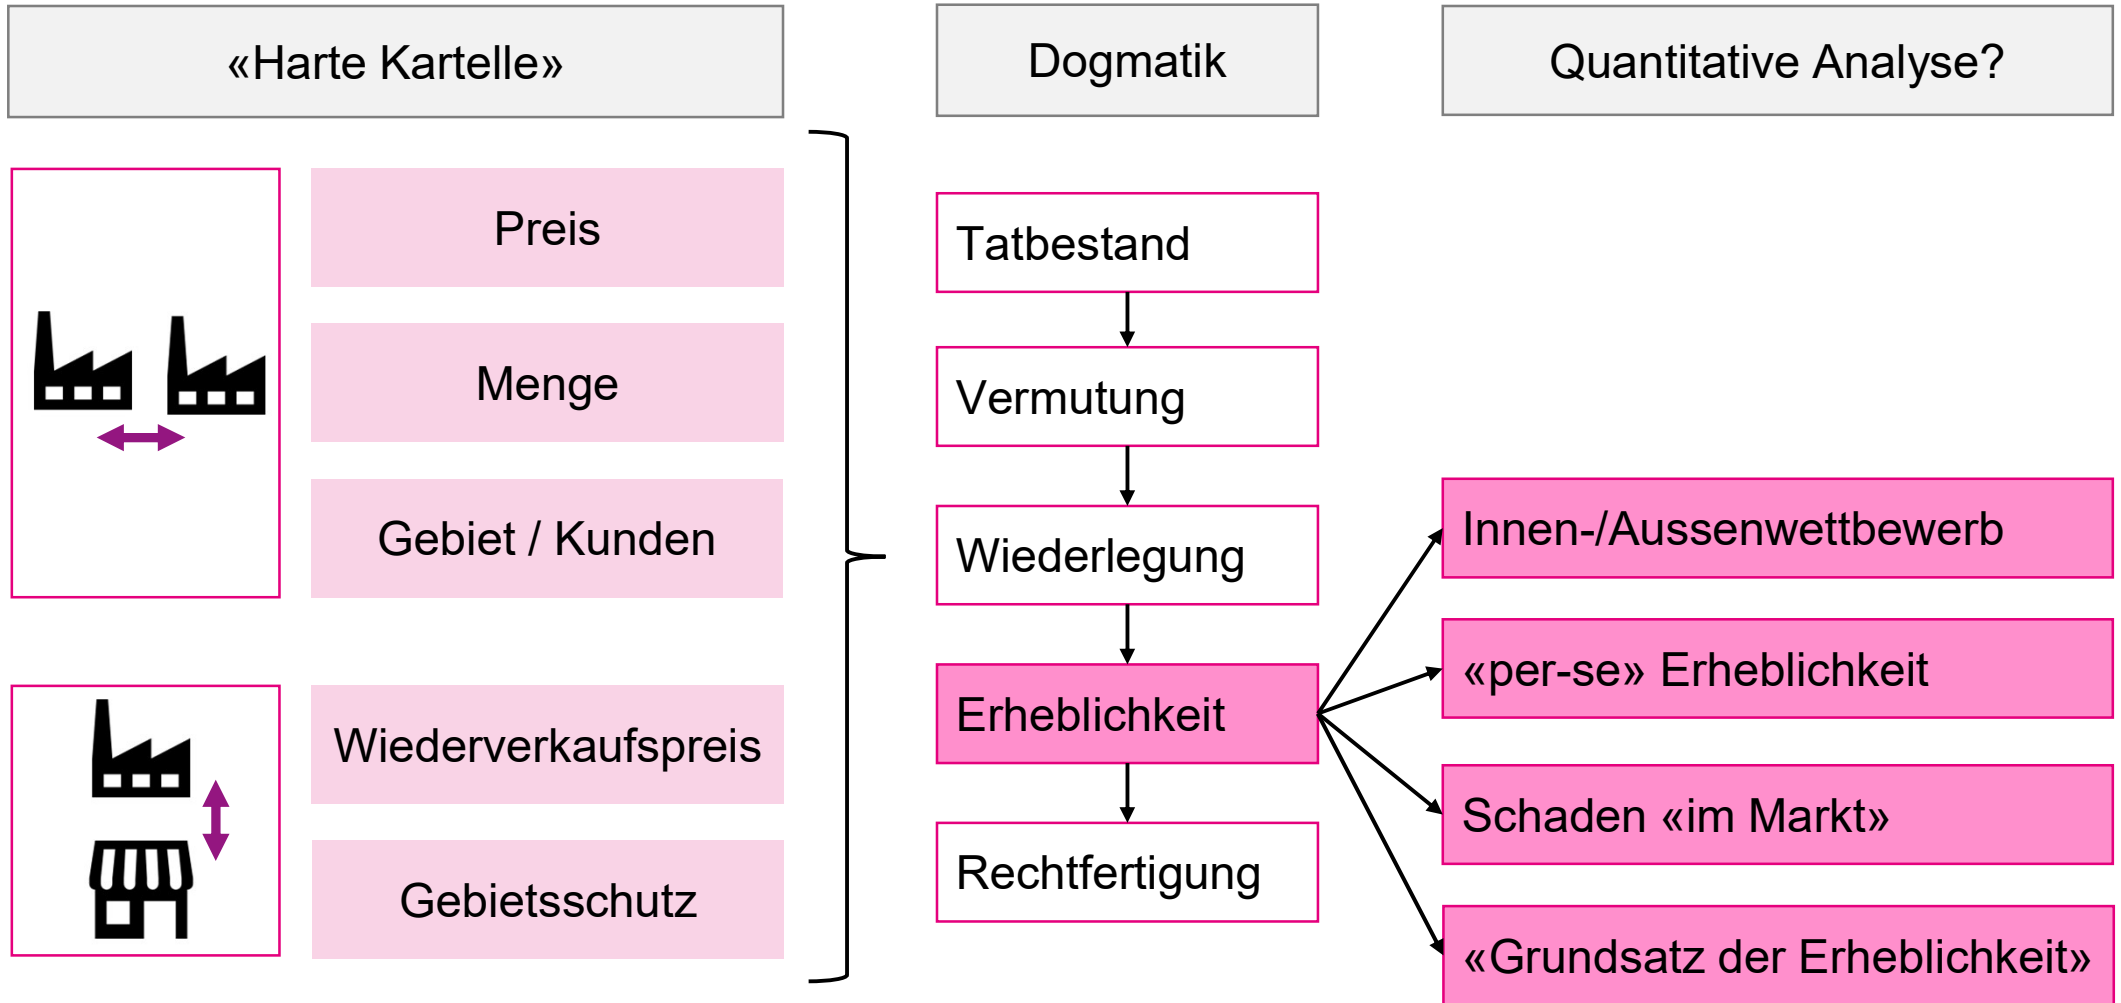 «Harte Kartelle»
Preis
Menge
Gebiet / Kunden
Wiederverkaufspreis
Gebietsschutz
Dogmatik
Tatbestand
Vermutung
Wiederlegung
Erheblichkeit
Rechtfertigung
Quantitative Analyse?
Innen-/Aussenwettbewerb
«per-se» Erheblichkeit
Schaden «im Markt»
«Grundsatz der Erheblichkeit»